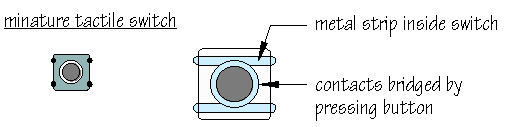 minature tactile switch
metal strip inside switch
contacts bridged by
pressing button